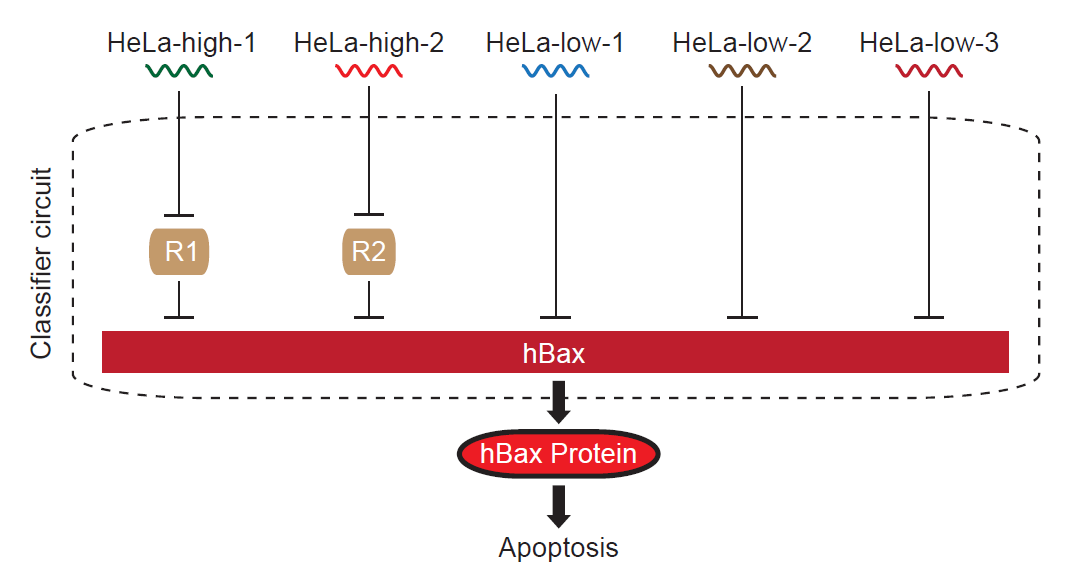 HeLa-high-1
HeLa-high-2
HeLa-low-1
HeLa-low-2
HeLa-low-3
Classifier circuit
R1
R2
hBax
hBax Protein
Apoptosis